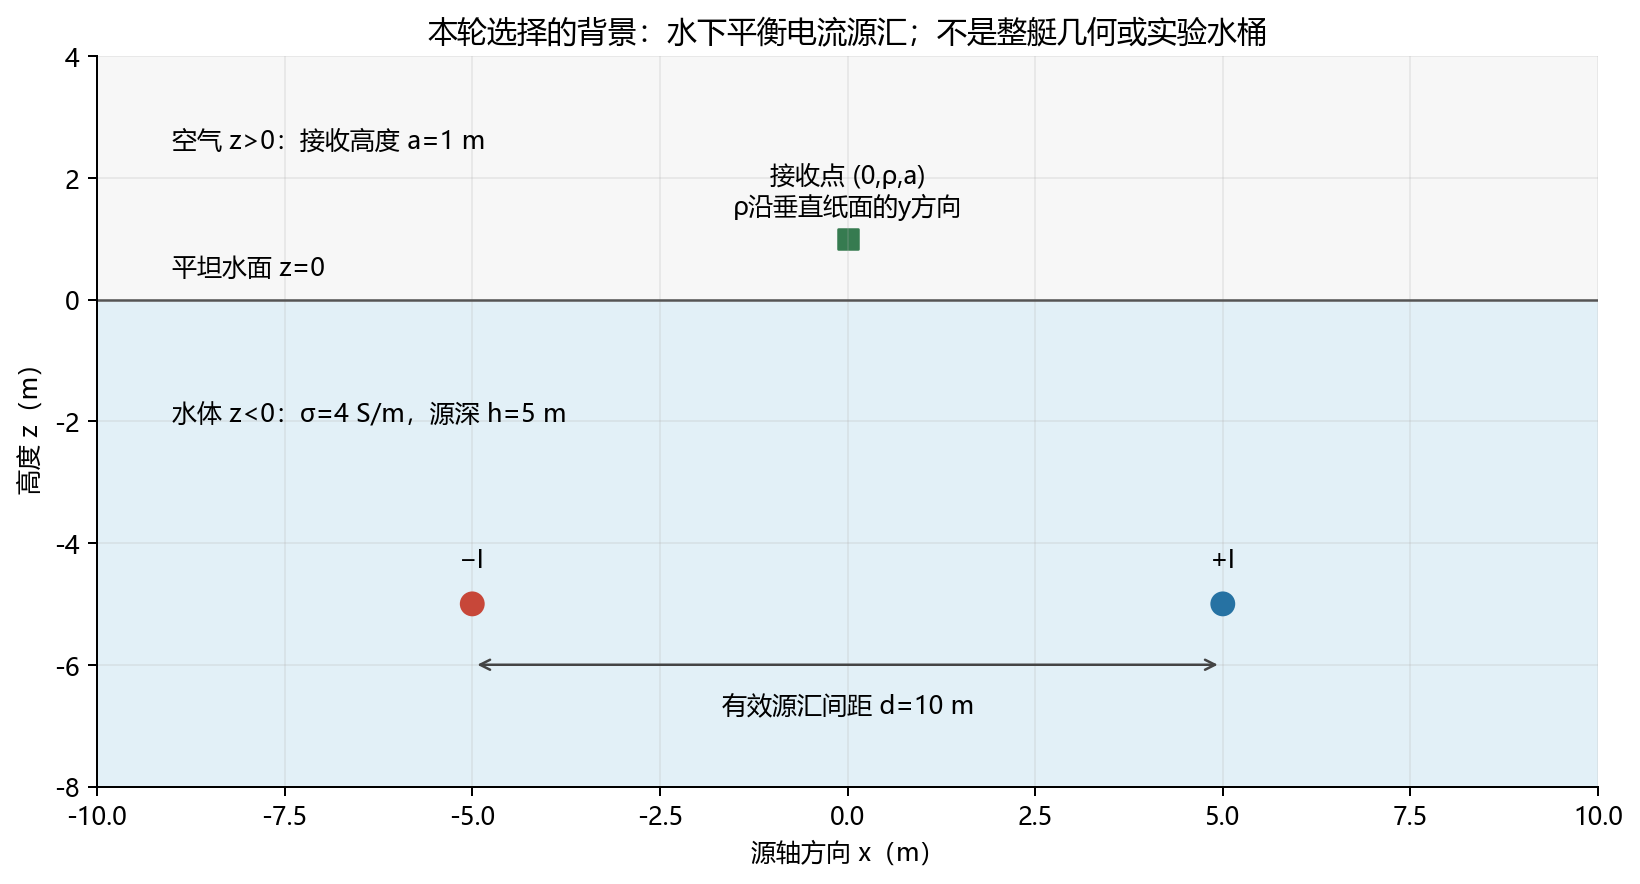 本轮选择的背景：水下平衡电流源汇；不是整艇几何或实验水桶
4
空气 z>0：接收高度 a=1 m
2
接收点 (0,ρ,a)
ρ沿垂直纸面的y方向
平坦水面 z=0
0
高度 z（m）
水体 z<0：σ=4 S/m，源深 h=5 m
-2
-4
−I
+I
-6
有效源汇间距 d=10 m
-8
-10.0
-7.5
-5.0
-2.5
0.0
2.5
5.0
7.5
10.0
源轴方向 x（m）